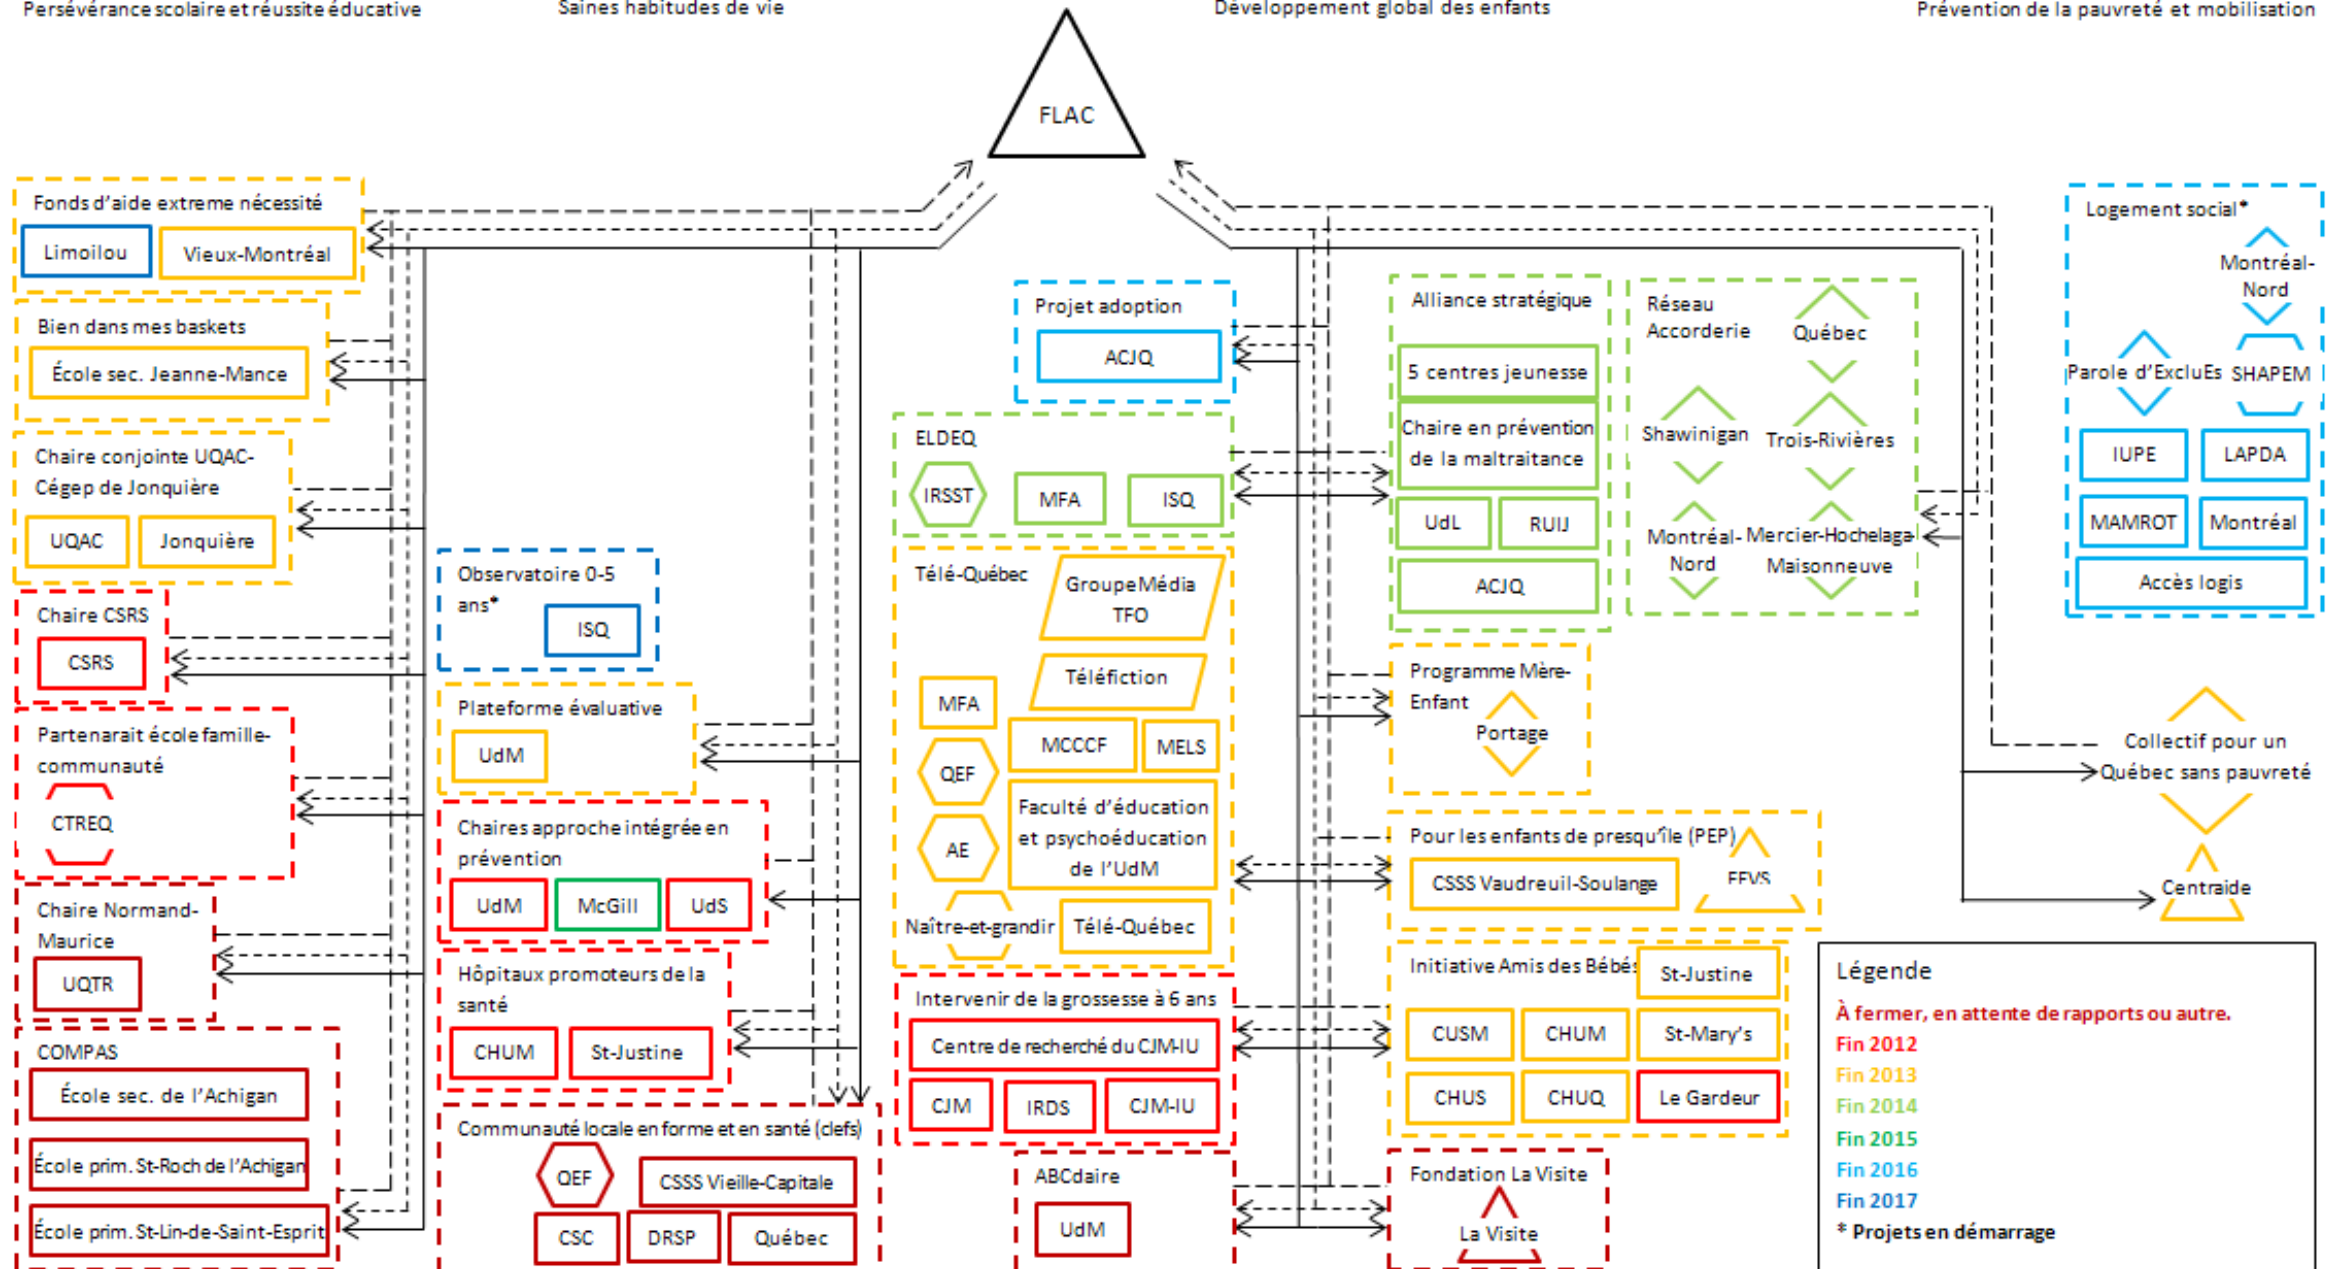 Persévérance scolaire et réussite éducative
Saines habitudes de vie
Développement global des enfants
Prévention de la pauvreté et mobilisation
FLAC
Fonds d'aide extreme nécessité
Limoilou
Vieux-Montréal
Bien dans mes baskets
École sec. Jeanne-Mance
Chaire conjointe UQAC-
Cégep de Jonquière
UQAC
Jonquière
Chaire CSRS
CSRS
Partenarait école famille-
communauté
CTREQ
Chaire Normand-
Maurice
UQTR
COMPAS
École sec. de l'Achigan
École prim. St-Roch de l'Achigan
École prim. St-Lin-de-Saint-Esprit
Observatoire 0-5
ans*
ISQ
Plateforme évaluative
UdM
Chaires approche intégrée en
prévention
UdM
McGill
UdS
Hôpitaux promoteurs de la
santé
CHUM
St-Justine
Communauté locale en forme et en santé (clefs)
QEF
CSSS Vieille-Capitale
CSC
DRSP
Québec
Projet adoption
ACJQ
ELDEQ
IRSST
MFA
ISQ
Télé-Québec
Groupe Média
TFO
Téléfiction
MFA
MCCCF
MELS
QEF
Faculté d'éducation
et psychoéducation
de l'UdM
AE
Naître-et-grandir
Télé-Québec
Intervenir de la grossesse à 6 ans
Centre de recherché du CJM-IU
CJM
IRDS
CJM-IU
ABCdaire
UdM
Alliance stratégique
5 centres jeunesse
Chaire en prévention
de la maltraitance
UdL
RUIJ
ACJQ
Réseau
Accorderie
Québec
Shawinigan
Trois-Rivières
Montréal-
Nord
Mercier-Hochelaga-
Maisonneuve
Programme Mère-
Enfant
Portage
Pour les enfants de presqu'île (PEP)
CSSS Vaudreuil-Soulange
Initiative Amis des Bébés
St-Justine
CUSM
CHUM
St-Mary's
CHUS
CHUQ
Le Gardeur
Fondation La Visite
La Visite
Logement social*
Montréal-
Nord
Parole d'ExcluEs
SHAPEM
IUPE
LAPDA
MAMROT
Montréal
Accès logis
Collectif pour un
Québec sans pauvreté
Centraide
Légende
À fermer, en attente de rapports ou autre.
Fin 2012
Fin 2013
Fin 2014
Fin 2015
Fin 2016
Fin 2017
* Projets en démarrage